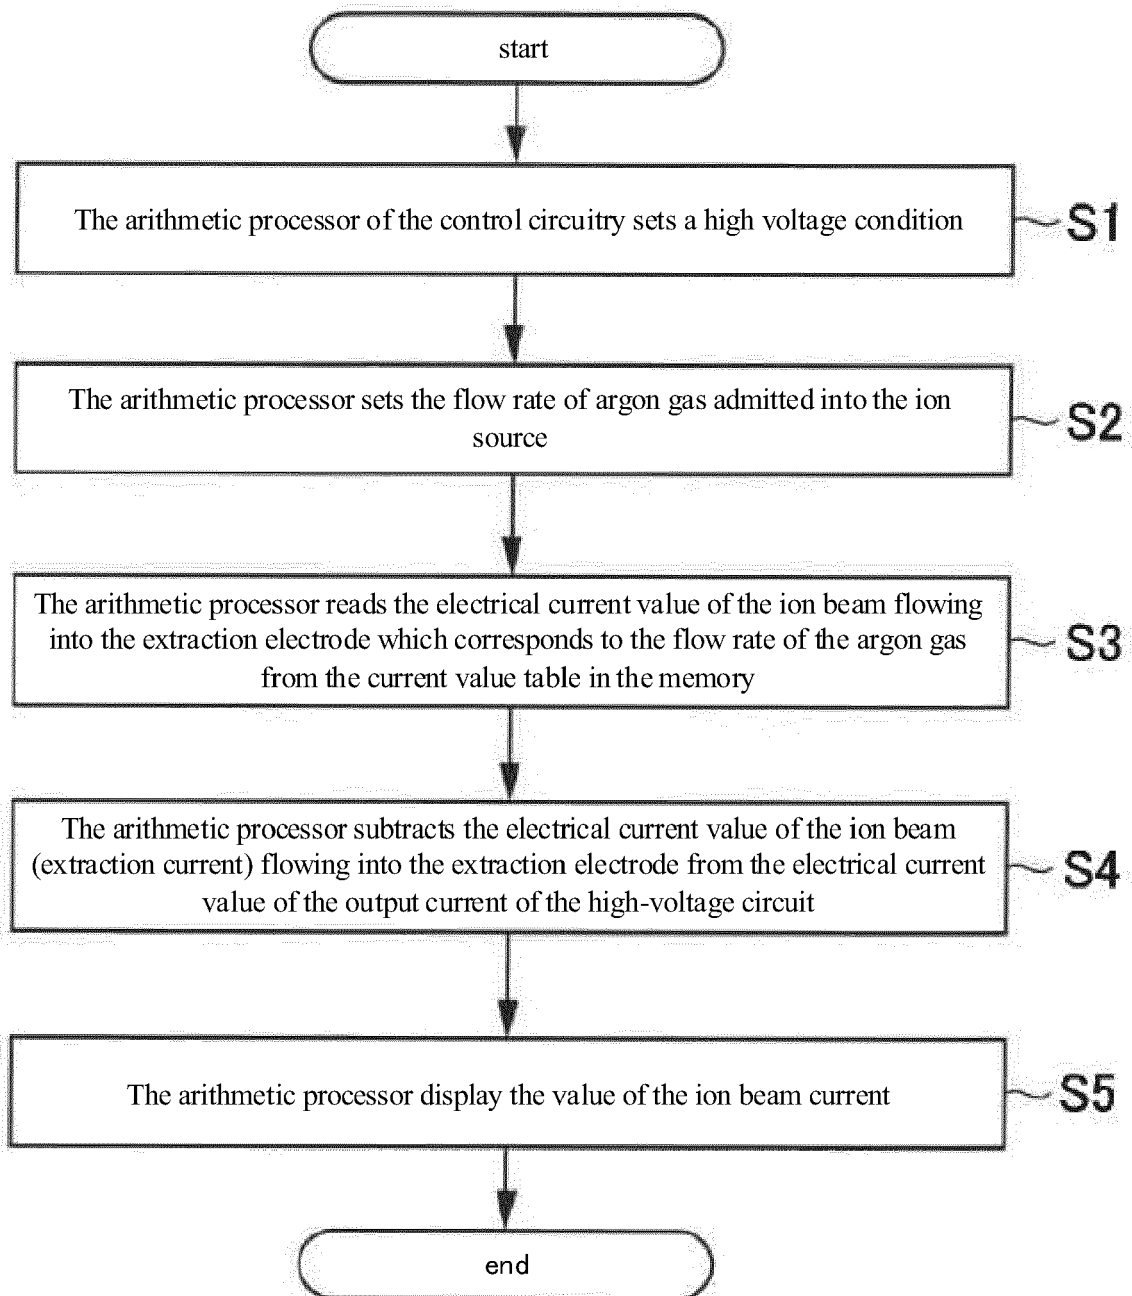 start
The arithmetic processor of the control circuitry sets a high voltage condition
S1
The arithmetic processor sets the flow rate of argon gas admitted into the ion
source
S2
The arithmetic processor reads the electrical current value of the ion beam flowing
into the extraction electrode which corresponds to the flow rate of the argon gas
from the current value table in the memory
S3
The arithmetic processor subtracts the electrical current value of the ion beam
(extraction current) flowing into the extraction electrode from the electrical current
value of the output current of the high-voltage circuit
S4
The arithmetic processor display the value of the ion beam current
S5
end